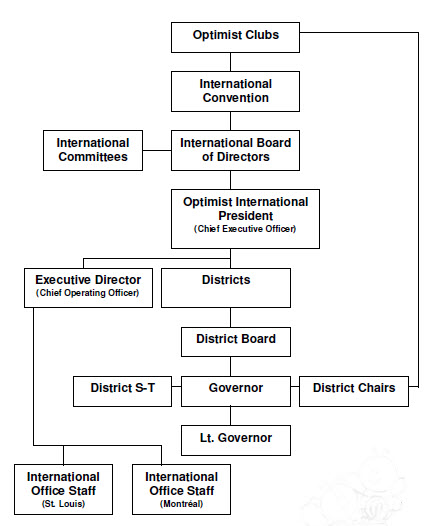 Optimist Clubs
International
Convention
International
Committees
International Board
of Directors
Optimist International
President
(Chief Executive Officer)
Executive Director
(Chief Operating Officer)
Districts
District Board
District S-T
Governor
District Chairs
Lt. Governor
International
Office Staff
(St. Louis)
International
Office Staff
(Montréal)